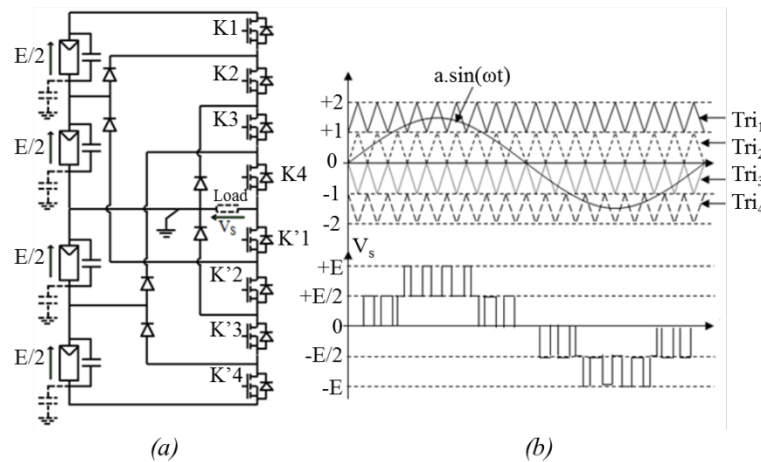 K1
E/2
K2
K3
E/2
K4
Load
Vs
K'1
E/2
K'2
K'3
E/2
K'4
(a)
a.sin(ωt)
+2
+1
0
-1
-2
Tri1
Tri2
Tri3
Tri4
Vs
+E
+E/2
0
-E/2
-E
(b)